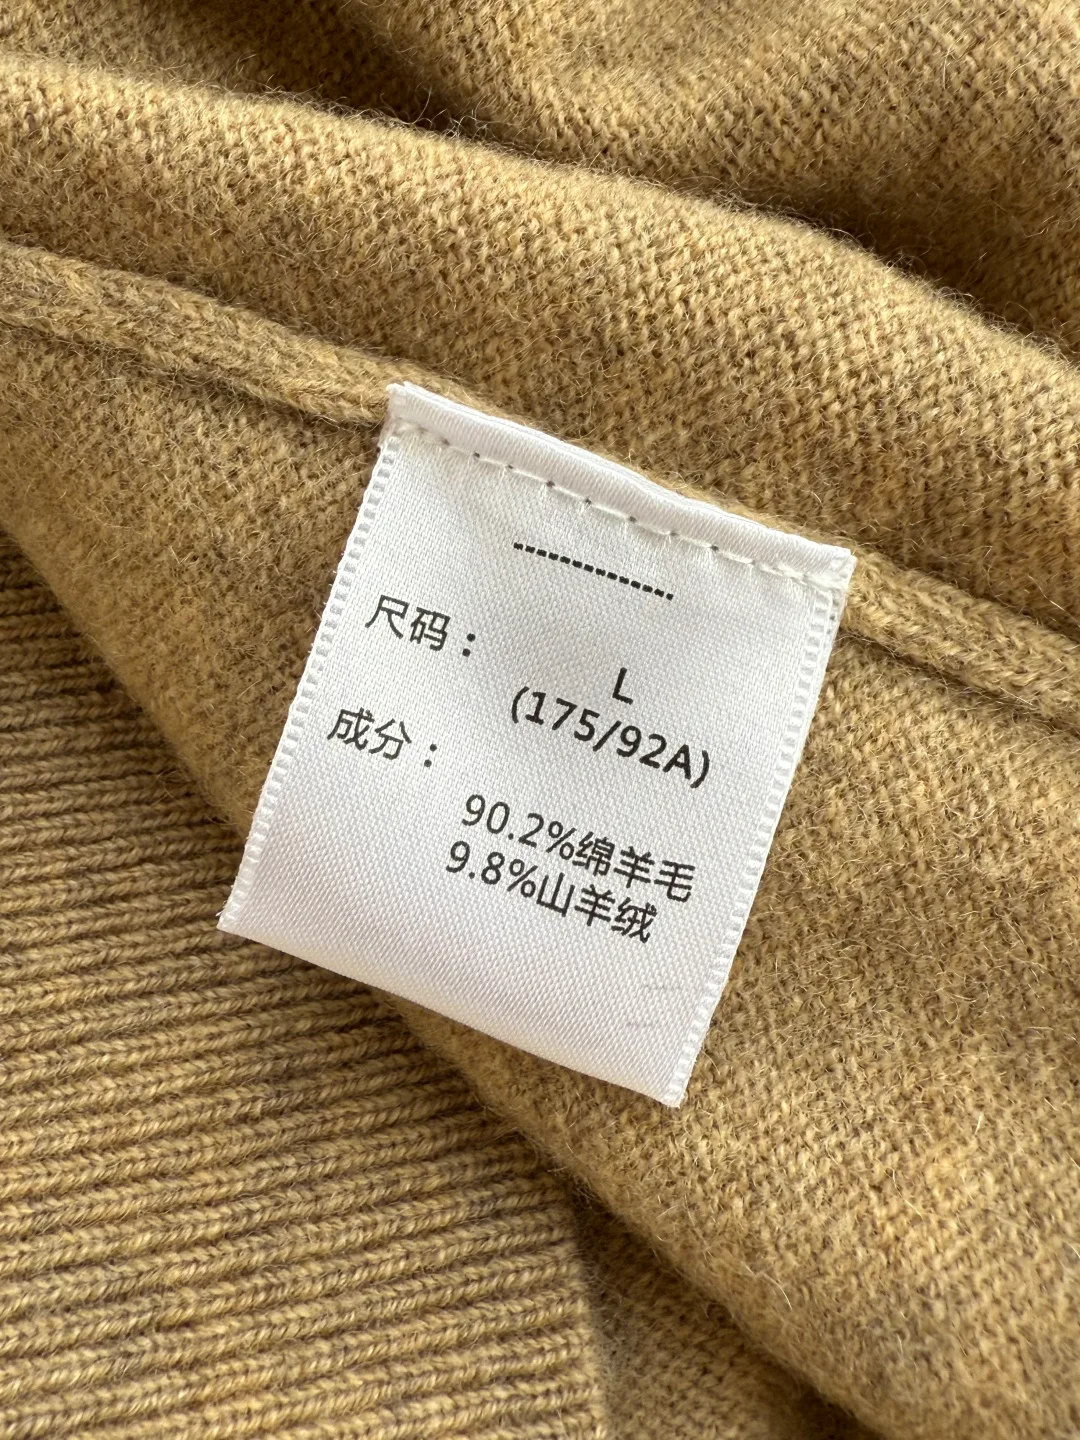 尺码：
L
(175/92A)
成分：
90.2%绵羊毛
9.8%山羊绒